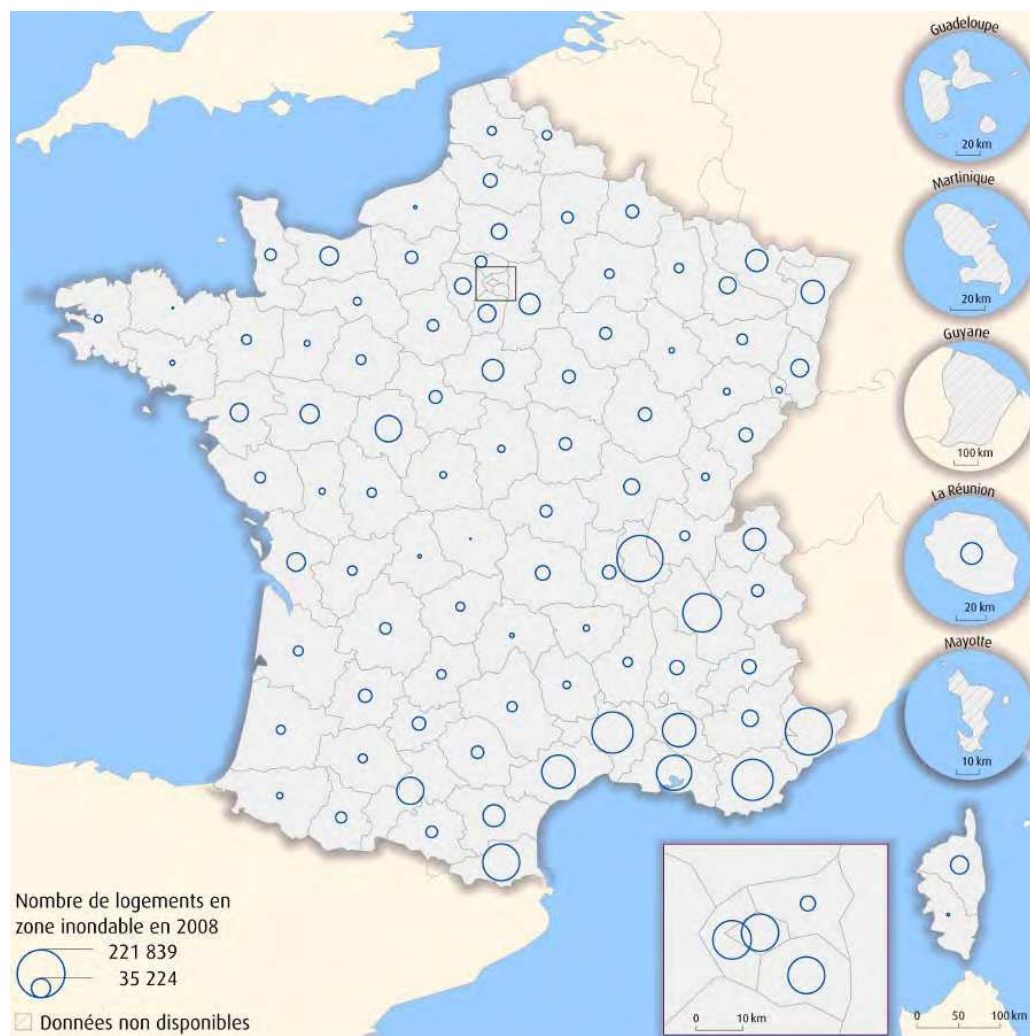 Guadeloupe
20 km
Martinique
20 km
Guyane
100 km
La Réunion
20 km
Mayotte
10 km
Nombre de logements en
zone inondable en 2008
221 839
35 224
Données non disponibles
0 10 km
0 50 100 km